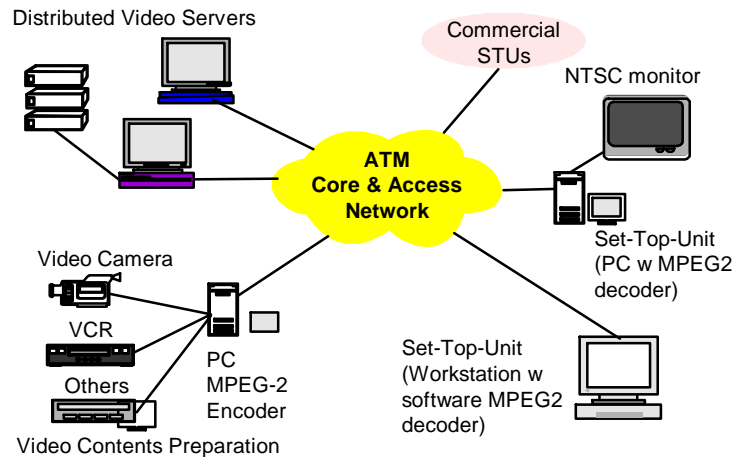 Distributed Video Servers
Commercial
STUs
NTSC monitor
ATM
Core & Access
Network
Set-Top-Unit
(PC w MPEG2
decoder)
Video Camera
VCR
Others
PC
MPEG-2
Encoder
Video Contents Preparation
Set-Top-Unit
(Workstation w
software MPEG2
decoder)